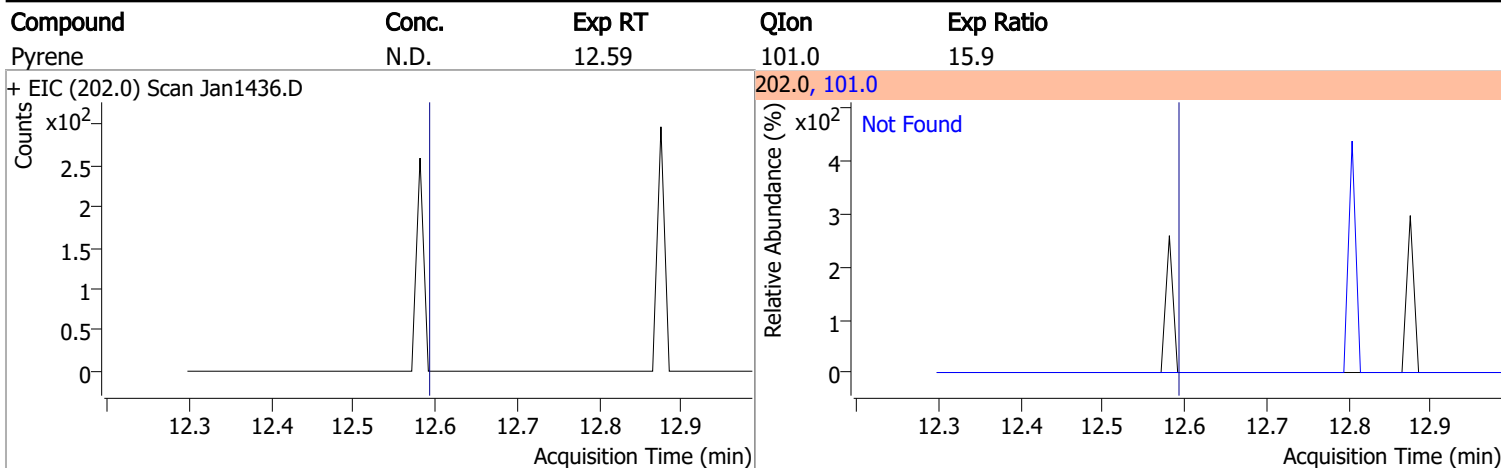 Compound Conc. Exp RT QIon Exp Ratio
Pyrene N.D. 12.59 101.0 15.9
+ EIC (202.0) Scan Jan1436.D
Counts
x10²
2.5
2
1.5
1
0.5
0
12.3 12.4 12.5 12.6 12.7 12.8 12.9
Acquisition Time (min)
202.0, 101.0
Relative Abundance (%)
x10²
Not Found
4
3
2
1
0
12.3 12.4 12.5 12.6 12.7 12.8 12.9
Acquisition Time (min)